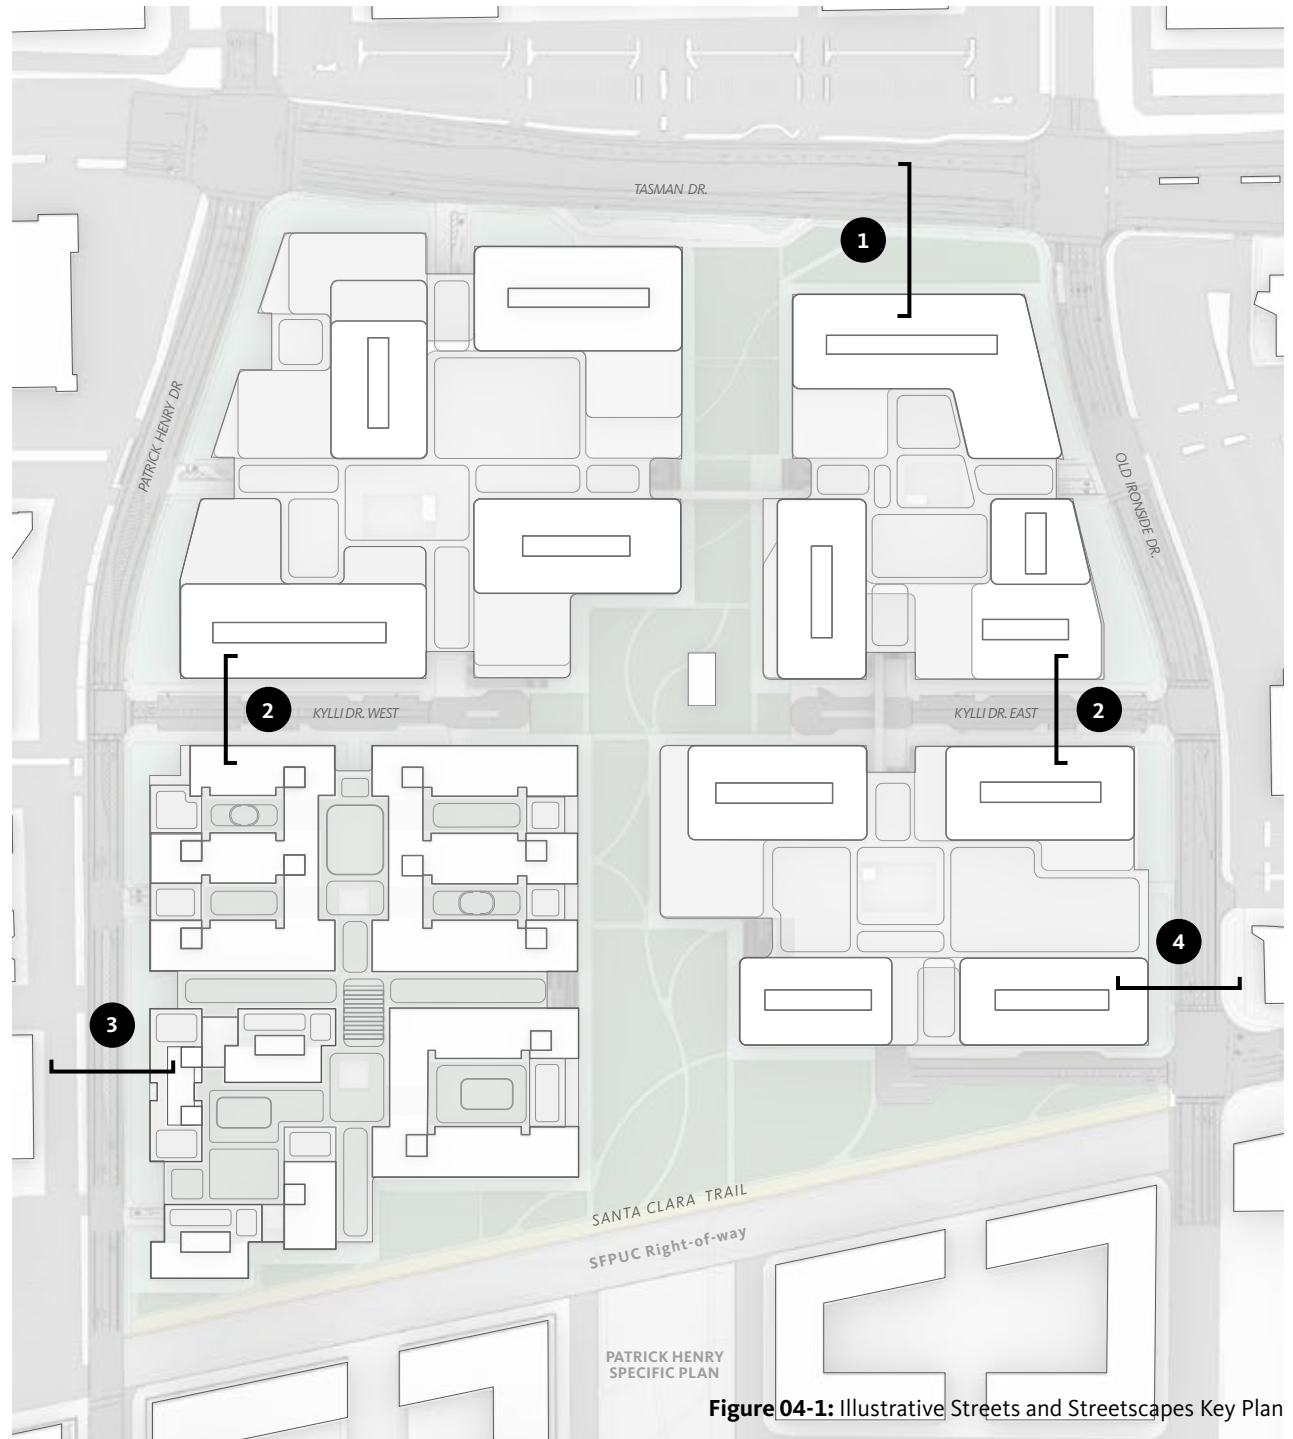 TASMAN DR.
1
PATRICK HENRY DR
OLD IRONSIDE DR.
2
KYLLI DR. WEST
KYLLI DR. EAST
2
4
3
SANTA CLARA TRAIL
SFPUC Right-of-way
PATRICK HENRY
SPECIFIC PLAN
Figure 04-1: Illustrative Streets and Streetscapes Key Plan